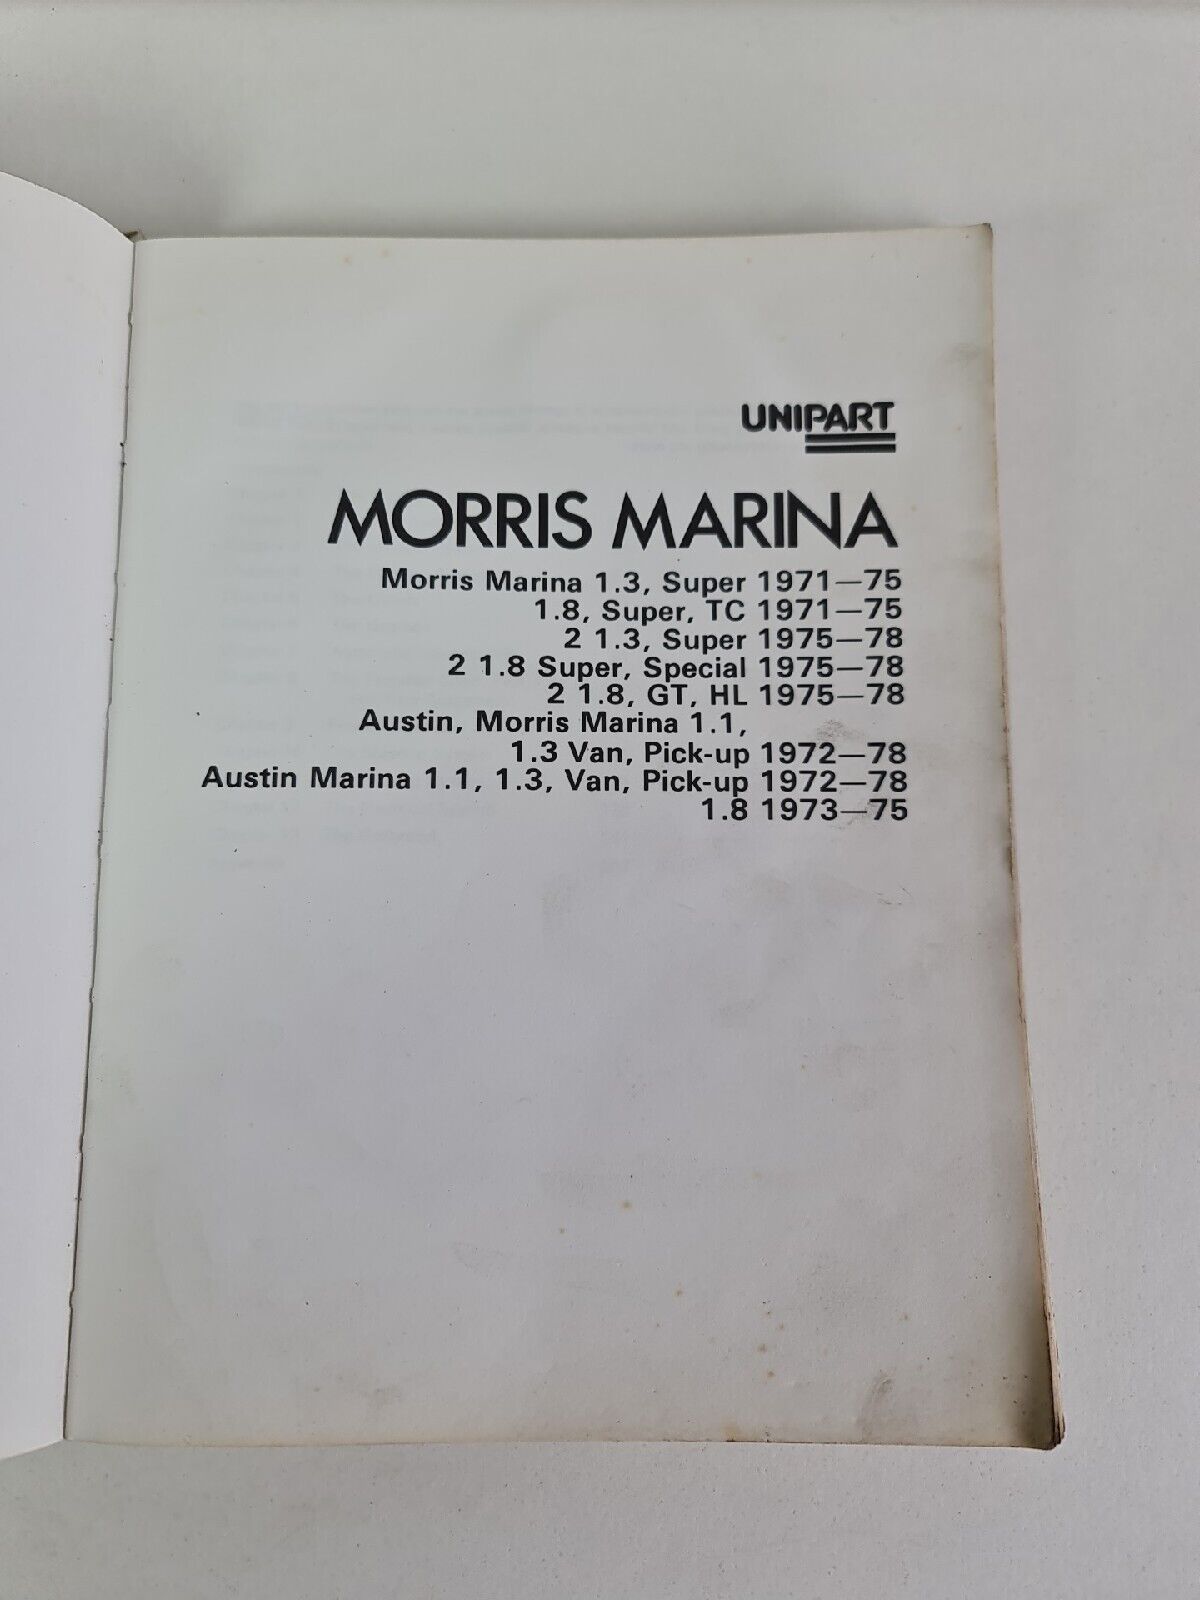 UNIPART
MORRIS MARINA
Morris Marina 1.3, Super 1971—75
1.8, Super, TC 1971—75
2 1.3, Super 1975—78
2 1.8 Super, Special 1975—78
2 1.8, GT, HL 1975—78
Austin, Morris Marina 1.1,
1.3 Van, Pick-up 1972—78
Austin Marina 1.1, 1.3, Van, Pick-up 1972—78
1.8 1973—75